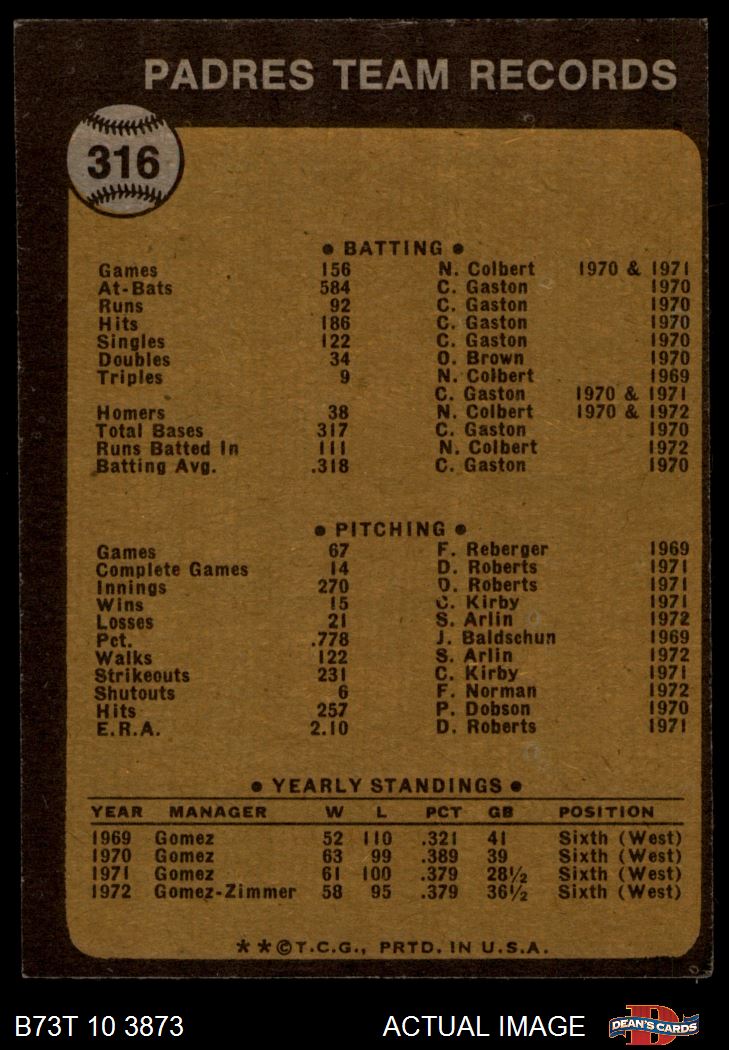 PADRES TEAM RECORDS
316
● BATTING ●
Games 156 N. Colbert 1970 & 1971
At-Bats 584 C. Gaston 1970
Runs 92 C. Gaston 1970
Hits 186 C. Gaston 1970
Singles 122 C. Gaston 1970
Doubles 34 O. Brown 1970
Triples 9 N. Colbert 1969
C. Gaston 1970 & 1971
Homers 38 N. Colbert 1970 & 1972
Total Bases 317 C. Gaston 1970
Runs Batted In 111 N. Colbert 1972
Batting Avg. .318 C. Gaston 1970
● PITCHING ●
Games 67 F. Reberger 1969
Complete Games 14 D. Roberts 1971
Innings 270 D. Roberts 1971
Wins 15 C. Kirby 1971
Losses 21 S. Arlin 1972
Pct. .778 J. Baldschun 1969
Walks 122 S. Arlin 1972
Strikeouts 231 C. Kirby 1971
Shutouts 6 F. Norman 1972
Hits 257 P. Dobson 1970
E.R.A. 2.10 D. Roberts 1971
● YEARLY STANDINGS ●
YEAR MANAGER W L PCT GB POSITION
1969 Gomez 52 110 .321 41 Sixth (West)
1970 Gomez 63 99 .389 39 Sixth (West)
1971 Gomez 61 100 .379 28½ Sixth (West)
1972 Gomez-Zimmer 58 95 .379 36½ Sixth (West)
**©T.C.G., PRTD. IN U.S.A.
B73T 10 3873 ACTUAL IMAGE DEAN'S CARDS